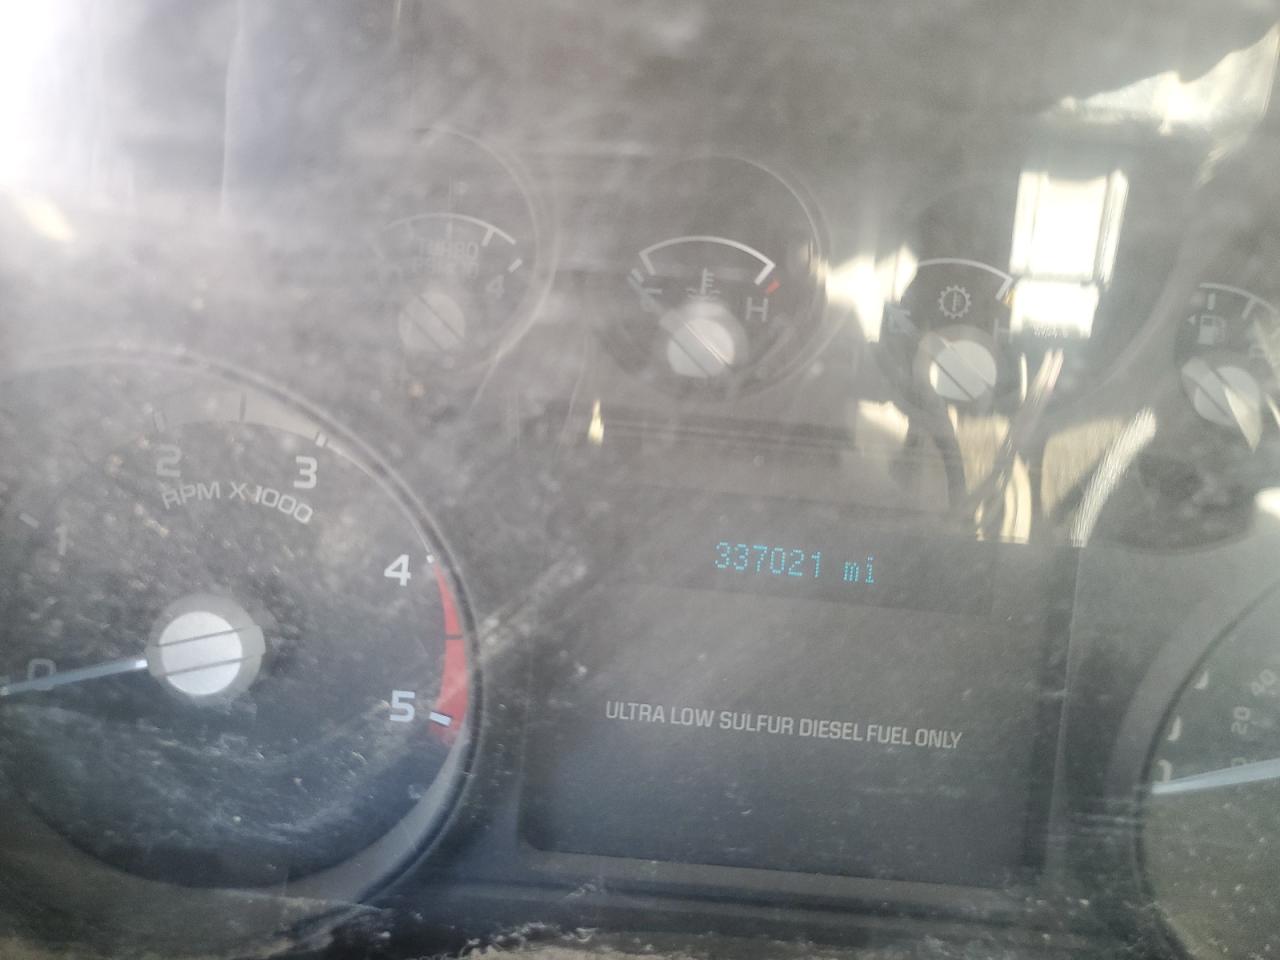 TURBO
4
H
H
2
3
RPM X 1000
1
4
0
5
337021 mi
ULTRA LOW SULFUR DIESEL FUEL ONLY
40
20